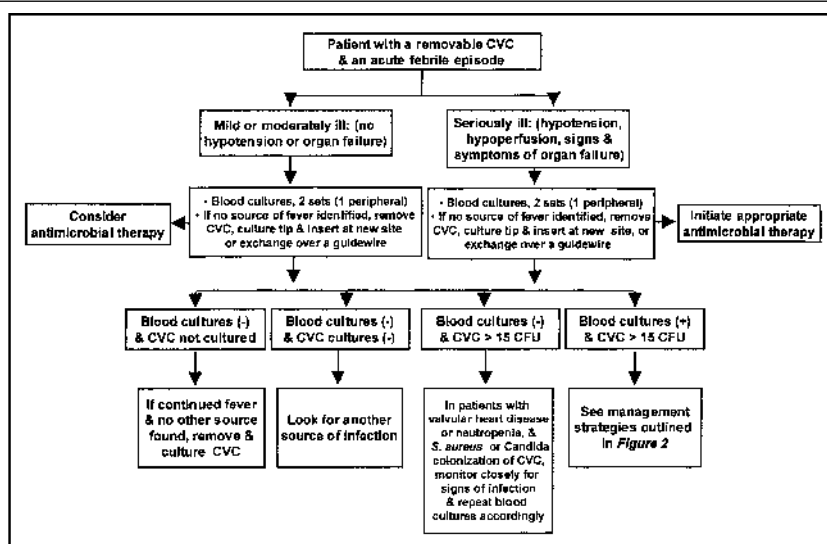 Patient with a removable CVC
& an acute febrile episode
Mild or moderately ill: (no
hypotension or organ failure)
Seriously ill: (hypotension,
hypoperfusion, signs &
symptoms of organ failure)
Consider
antimicrobial therapy
• Blood cultures, 2 sets (1 peripheral)
• If no source of fever identified, remove
CVC, culture tip & insert at new site
or exchange over a guidewire
• Blood cultures, 2 sets (1 peripheral)
• If no source of fever identified, remove
CVC, culture tip & insert at new site, or
exchange over a guidewire
Initiate appropriate
antimicrobial therapy
Blood cultures (-)
& CVC not cultured
Blood cultures (-)
& CVC cultures (-)
Blood cultures (-)
& CVC > 15 CFU
Blood cultures (+)
& CVC > 15 CFU
If continued fever
& no other source
found, remove &
culture CVC
Look for another
source of infection
In patients with
valvular heart disease
or neutropenia, &
S. aureus or Candida
colonization of CVC,
monitor closely for
signs of infection
& repeat blood
cultures accordingly
See management
strategies outlined
in Figure 2